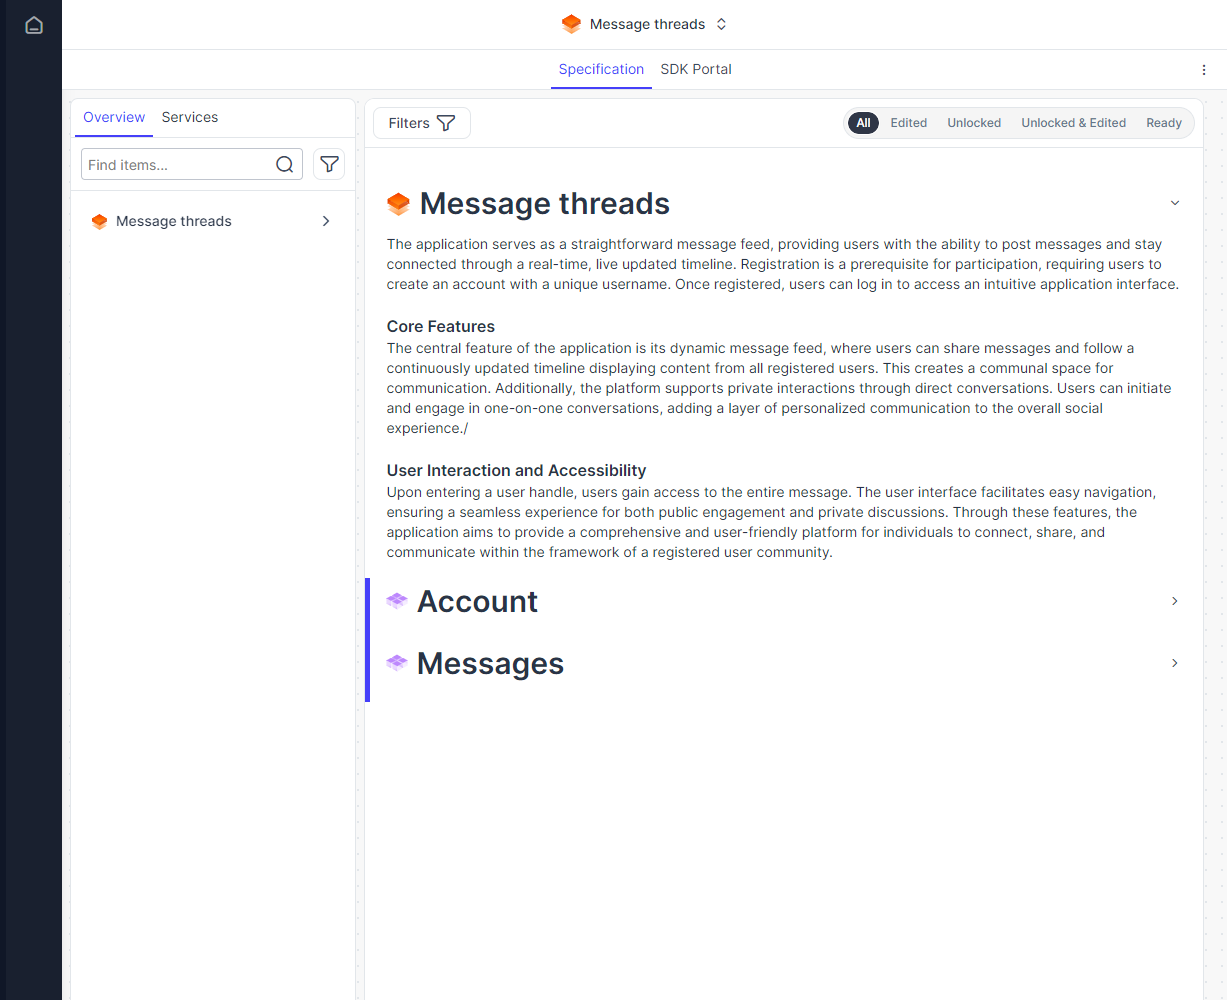 Message threads
Specification
SDK Portal
Overview
Services
Find items...
Message threads
Filters
All
Edited
Unlocked
Unlocked & Edited
Ready
Message threads
The application serves as a straightforward message feed, providing users with the ability to post messages and stay
connected through a real-time, live updated timeline. Registration is a prerequisite for participation, requiring users to
create an account with a unique username. Once registered, users can log in to access an intuitive application interface.
Core Features
The central feature of the application is its dynamic message feed, where users can share messages and follow a
continuously updated timeline displaying content from all registered users. This creates a communal space for
communication. Additionally, the platform supports private interactions through direct conversations. Users can initiate
and engage in one-on-one conversations, adding a layer of personalized communication to the overall social
experience./
User Interaction and Accessibility
Upon entering a user handle, users gain access to the entire message. The user interface facilitates easy navigation,
ensuring a seamless experience for both public engagement and private discussions. Through these features, the
application aims to provide a comprehensive and user-friendly platform for individuals to connect, share, and
communicate within the framework of a registered user community.
Account
Messages